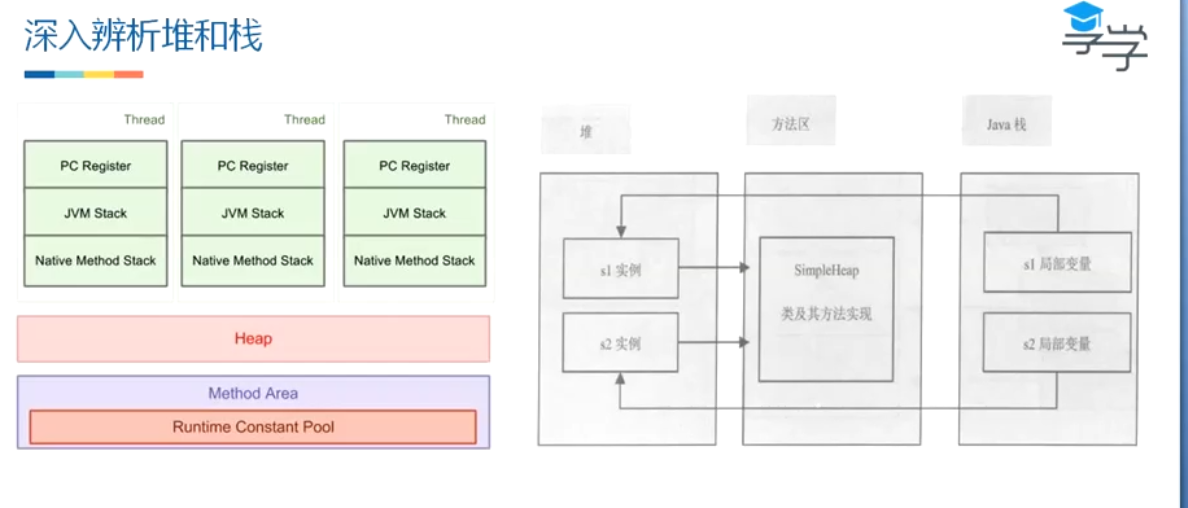 深入辨析堆和栈
享学
Thread
PC Register
JVM Stack
Native Method Stack
Thread
PC Register
JVM Stack
Native Method Stack
Thread
PC Register
JVM Stack
Native Method Stack
Heap
Method Area
Runtime Constant Pool
堆
方法区
Java 栈
s1 实例
s2 实例
SimpleHeap
类及其方法实现
s1 局部变量
s2 局部变量